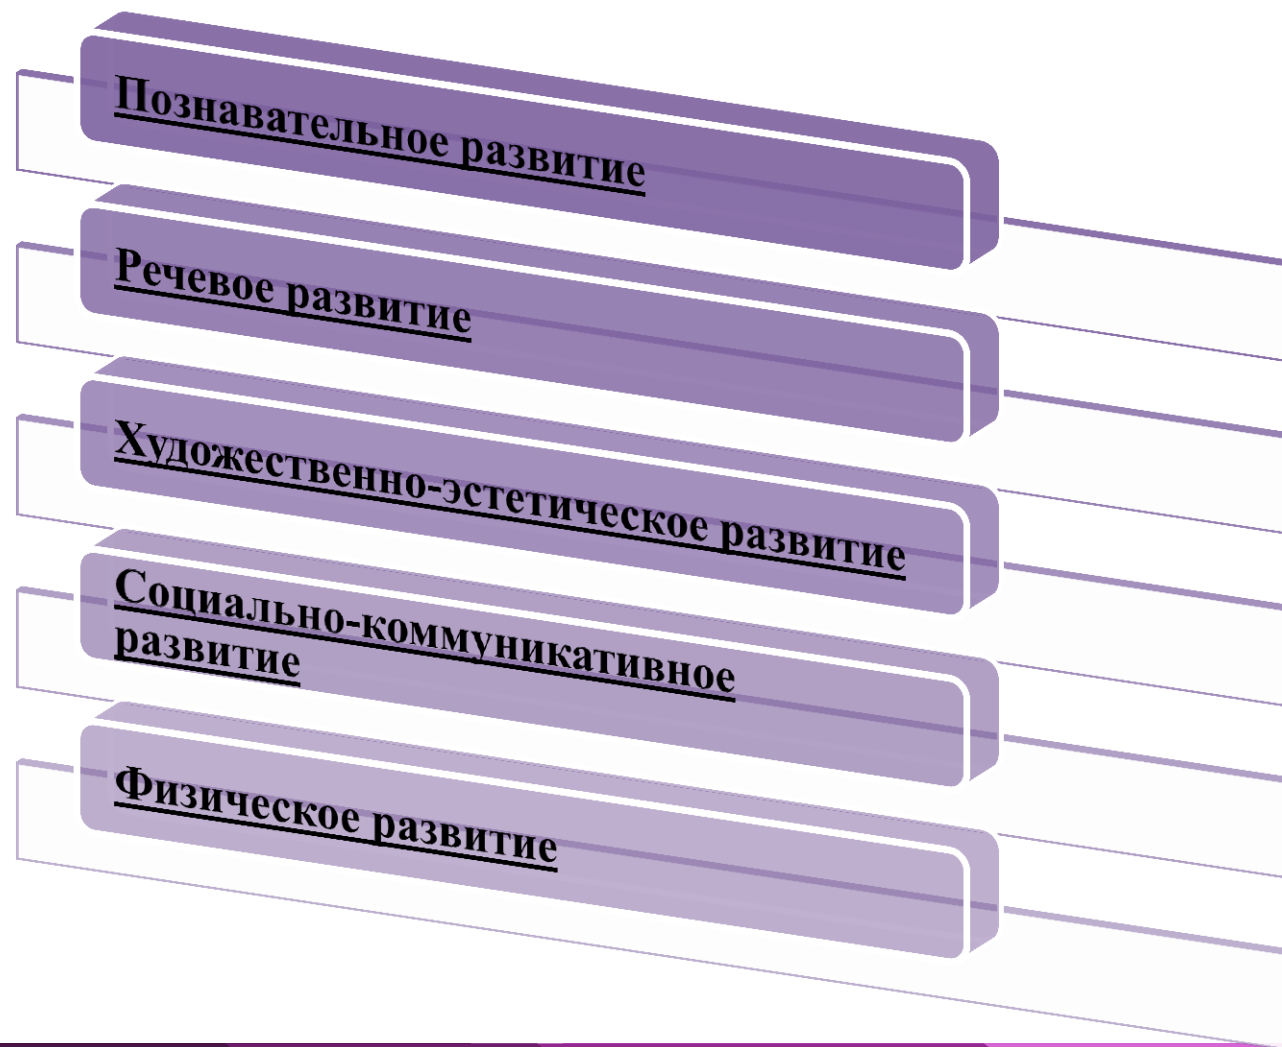 Познавательное развитие
Речевое развитие
Художественно-эстетическое развитие
Социально-коммуникативное
развитие
Физическое развитие